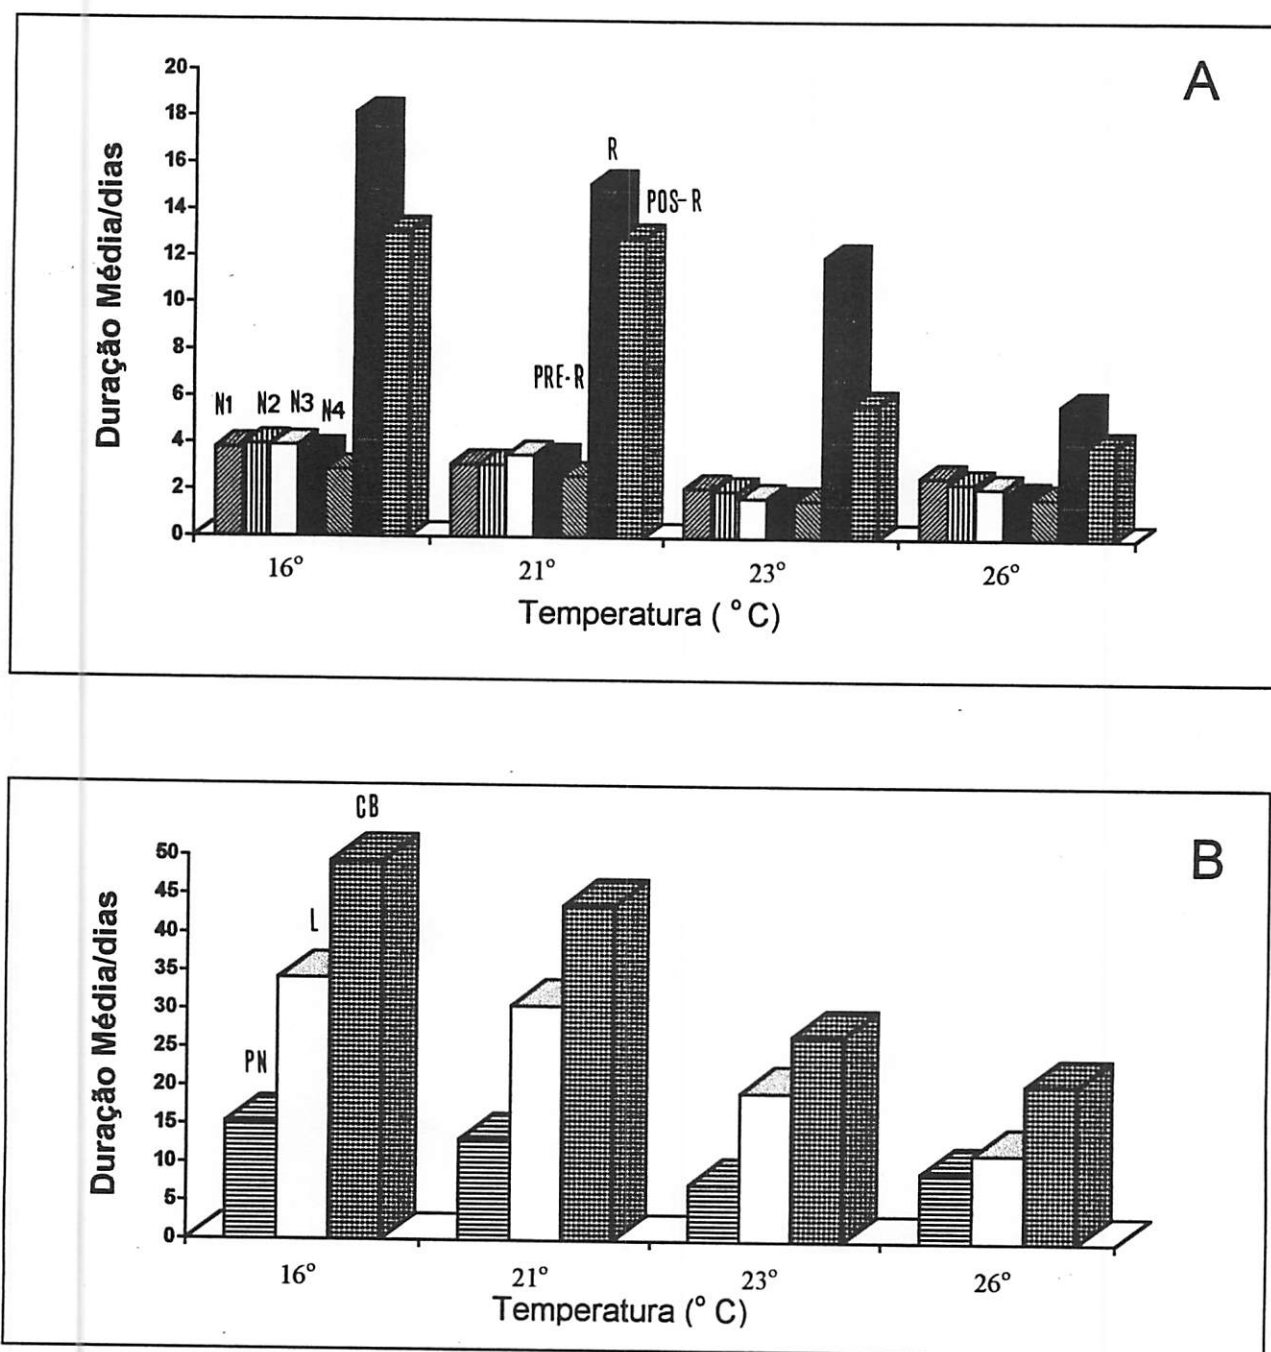 A
Duração Média/dias
20
18
16
14
12
10
8
6
4
2
0
N1 N2 N3 N4
PRE-R
R
POS-R
16° 21° 23° 26°
Temperatura ( °C)
B
Duração Média/dias
50
45
40
35
30
25
20
15
10
5
0
PN
L
CB
16° 21° 23° 26°
Temperatura (° C)